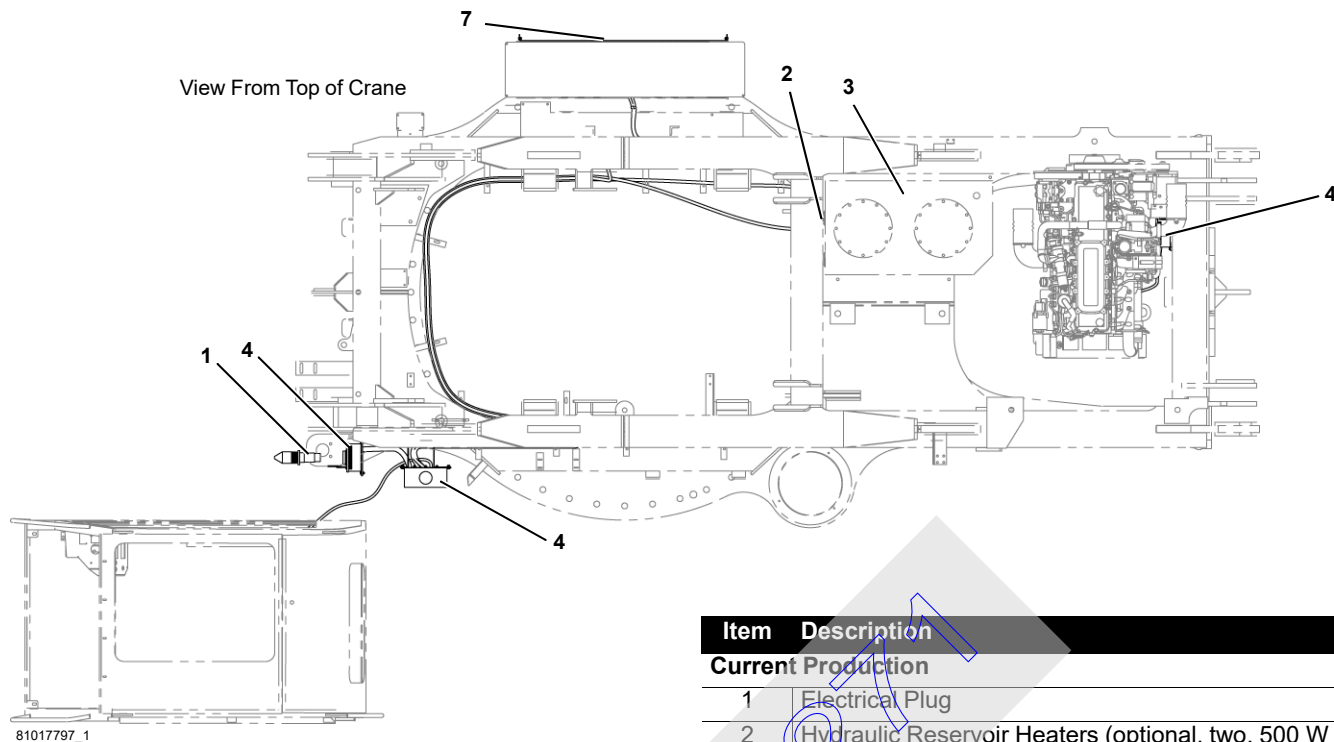 7
View From Top of Crane
2
3
4
1
4
4
81017797_1
Item Description
Current Production
1 Electrical Plug
2 Hydraulic Reservoir Heaters (optional, two, 500 W